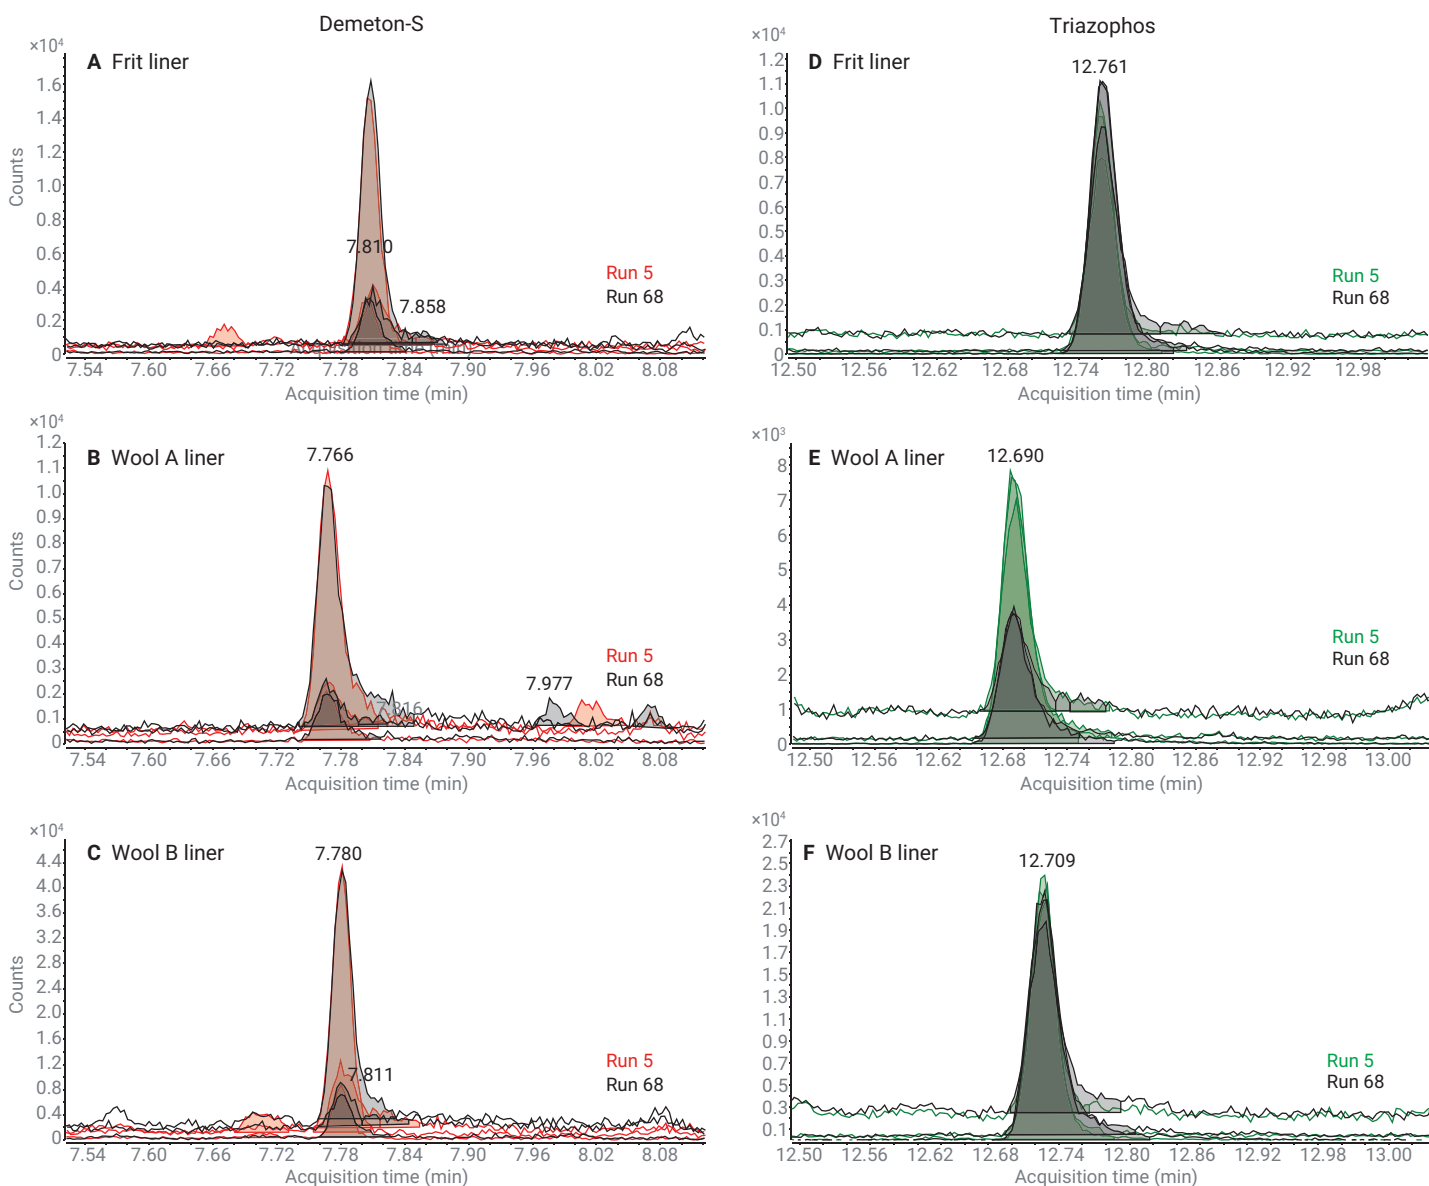 Demeton-S
Triazophos
×10⁴
A Frit liner
1.6
1.4
1.2
1.0
0.8
0.6
0.4
0.2
0
Counts
7.810
7.858
Run 5
Run 68
7.54 7.60 7.66 7.72 7.78 7.84 7.90 7.96 8.02 8.08
Acquisition time (min)
×10⁴
D Frit liner
1.2
1.1
1.0
0.9
0.8
0.7
0.6
0.5
0.4
0.3
0.2
0.1
0
12.761
Run 5
Run 68
12.50 12.56 12.62 12.68 12.74 12.80 12.86 12.92 12.98
Acquisition time (min)
×10⁴
B Wool A liner
1.2
1.1
1.0
0.9
0.8
0.7
0.6
0.5
0.4
0.3
0.2
0.1
0
Counts
7.766
7.816
7.977
Run 5
Run 68
7.54 7.60 7.66 7.72 7.78 7.84 7.90 7.96 8.02 8.08
Acquisition time (min)
×10³
E Wool A liner
8
7
6
5
4
3
2
1
0
12.690
Run 5
Run 68
12.50 12.56 12.62 12.68 12.74 12.80 12.86 12.92 12.98 13.00
Acquisition time (min)
×10⁴
C Wool B liner
4.4
4.0
3.6
3.2
2.8
2.4
2.0
1.6
1.2
0.8
0.4
0
Counts
7.780
7.811
Run 5
Run 68
7.54 7.60 7.66 7.72 7.78 7.84 7.90 7.96 8.02 8.08
Acquisition time (min)
×10⁴
F Wool B liner
2.7
2.5
2.3
2.1
1.9
1.7
1.5
1.3
1.1
0.9
0.7
0.5
0.3
0.1
12.709
Run 5
Run 68
12.50 12.56 12.62 12.68 12.74 12.80 12.86 12.92 12.98 13.00
Acquisition time (min)